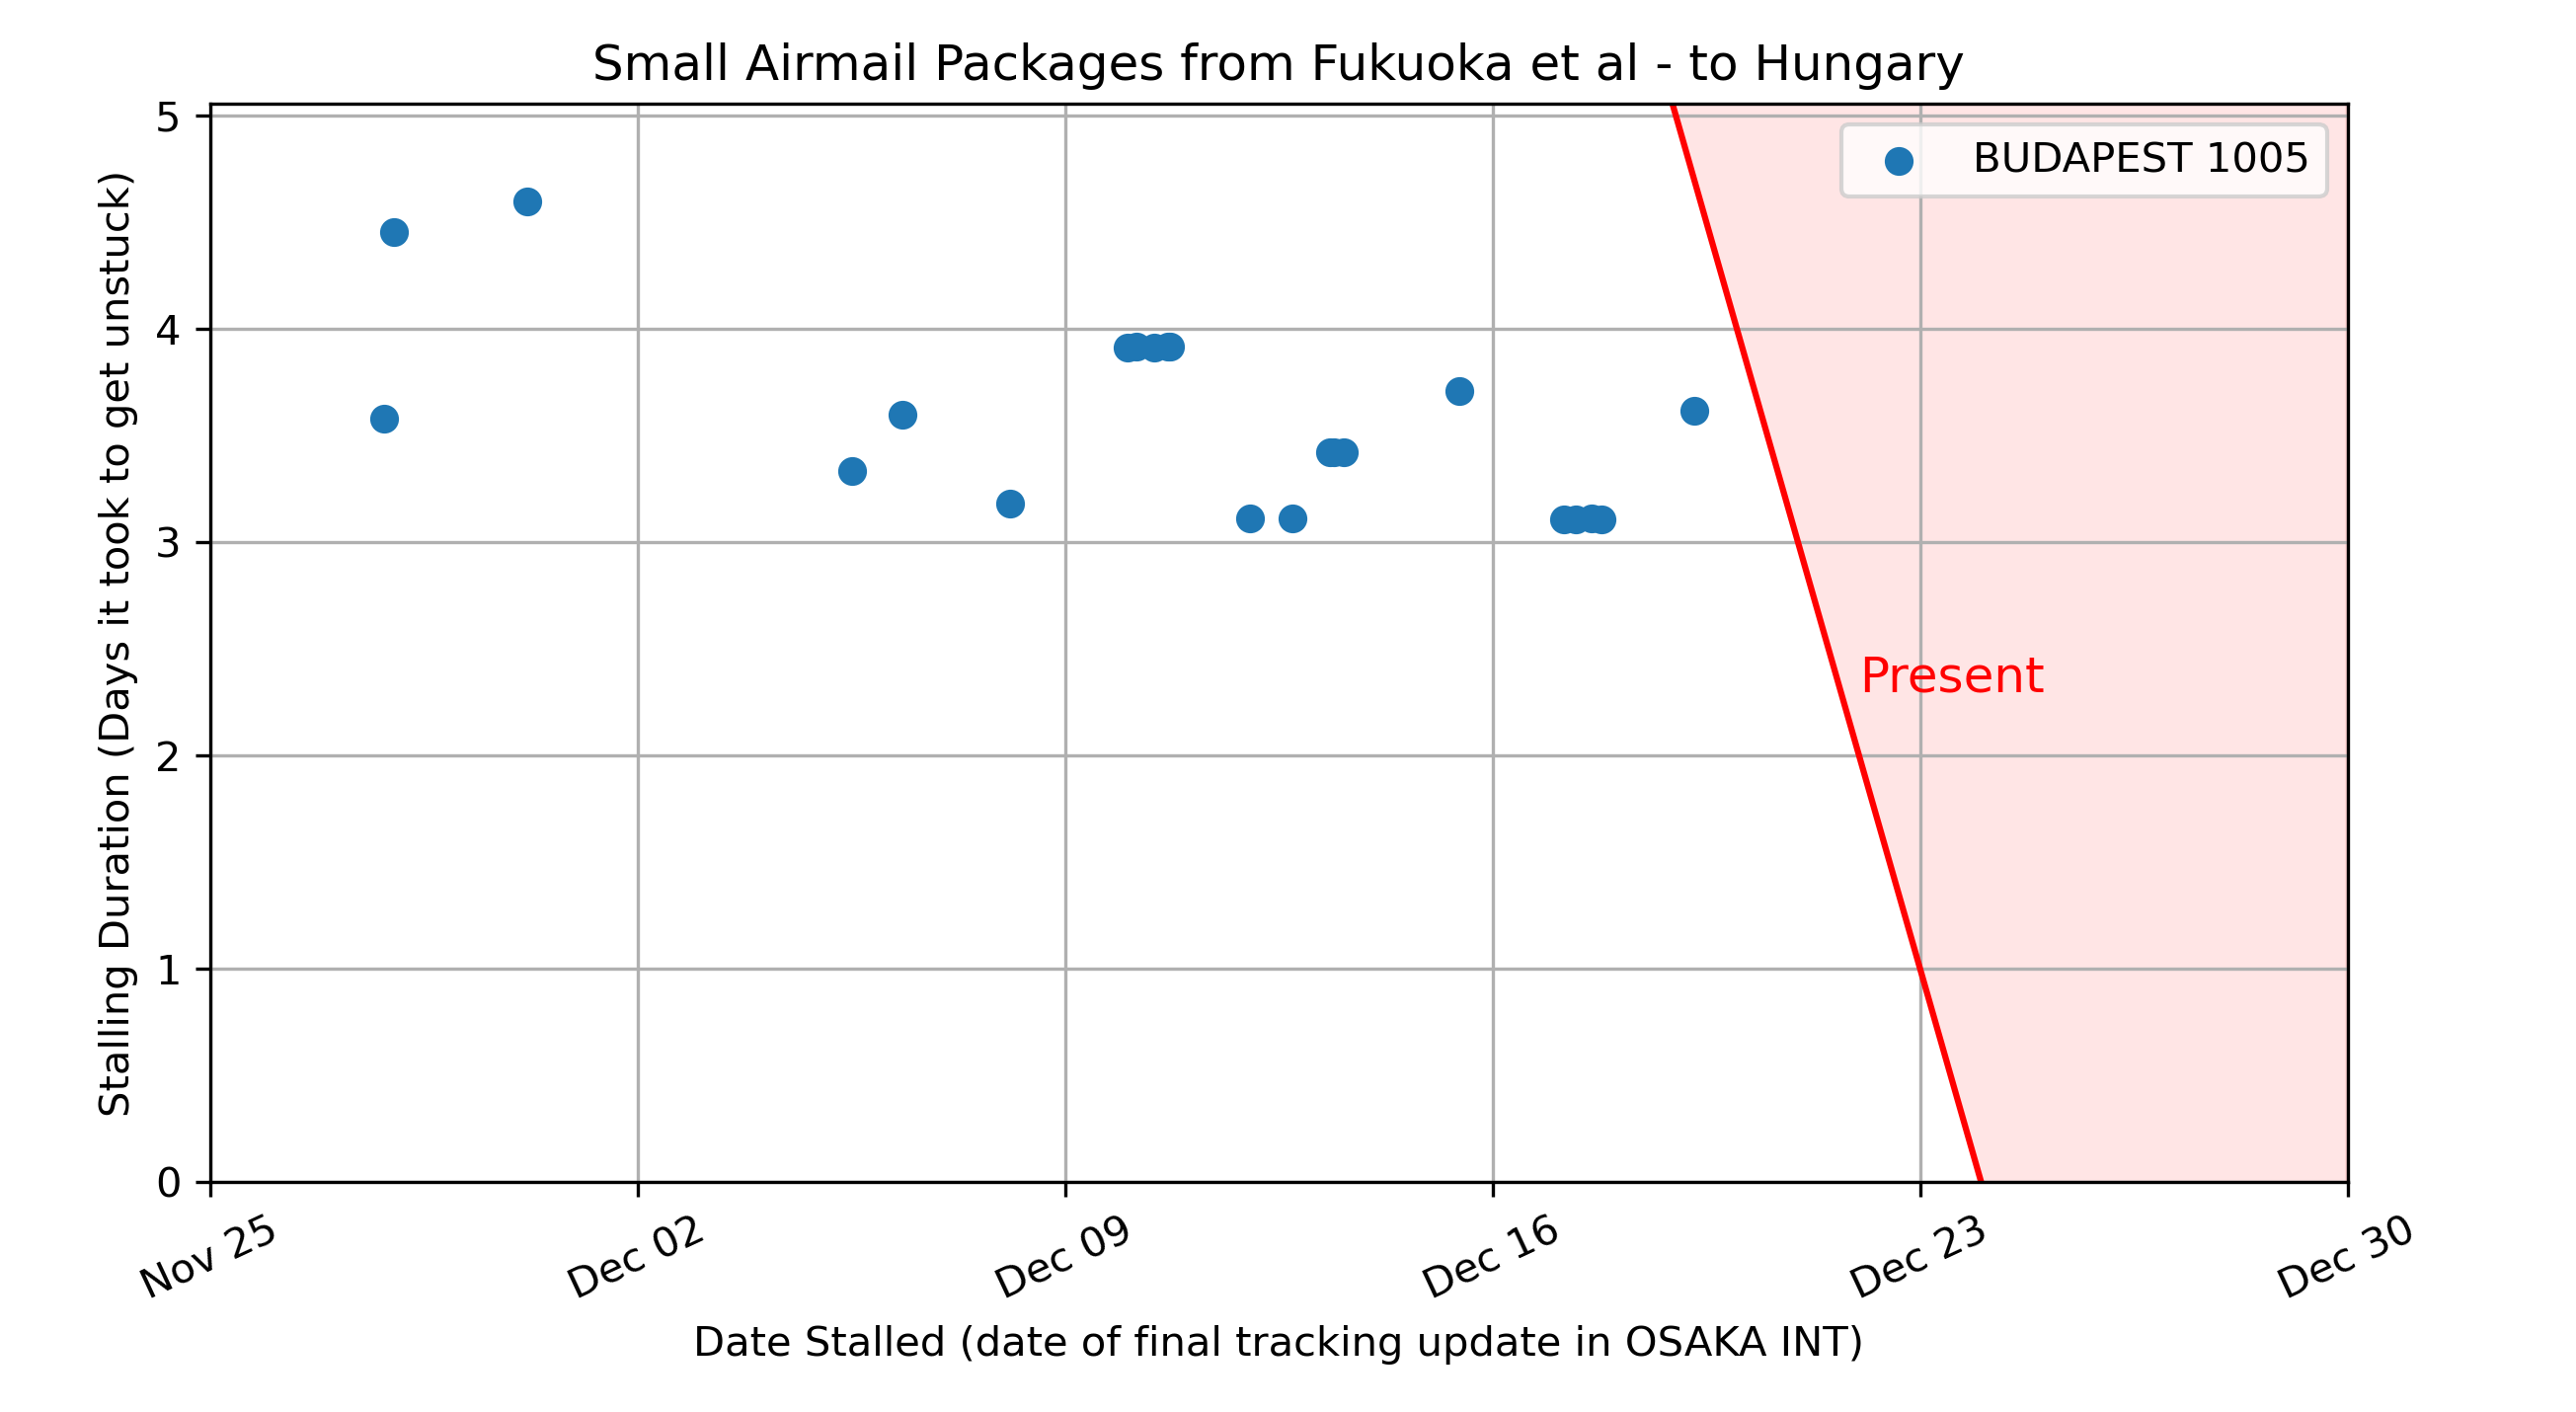 Small Airmail Packages from Fukuoka et al - to Hungary
Stalling Duration (Days it took to get unstuck)
5
4
3
2
1
0
BUDAPEST 1005
Present
Nov 25
Dec 02
Dec 09
Dec 16
Dec 23
Dec 30
Date Stalled (date of final tracking update in OSAKA INT)